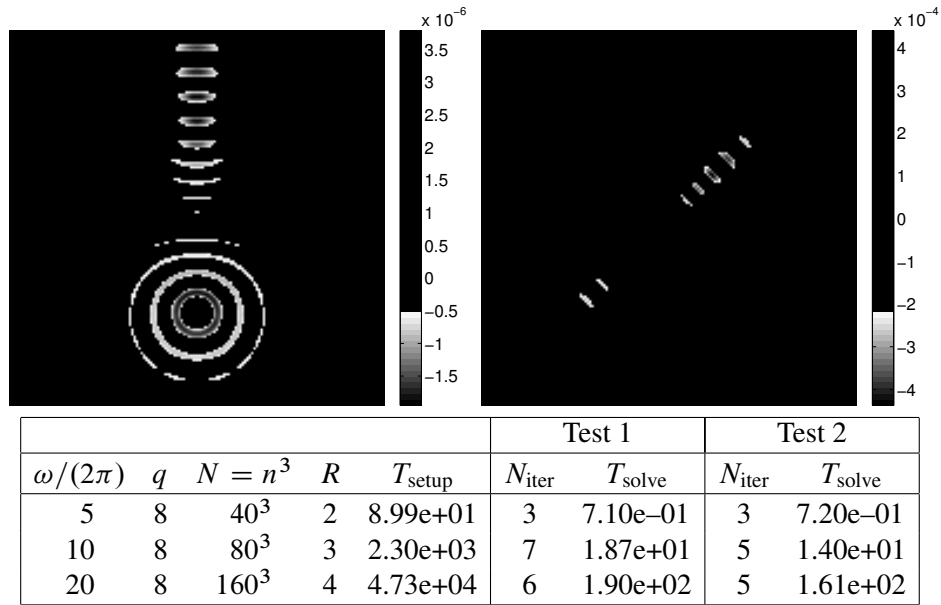 x 10⁻⁶
3.5
3
2.5
2
1.5
1
0.5
0
−0.5
−1
−1.5
x 10⁻⁴
4
3
2
1
0
−1
−2
−3
−4
Test 1 Test 2
ω/(2π) q N = n³ R T_setup N_iter T_solve N_iter T_solve
5 8 40³ 2 8.99e+01 3 7.10e–01 3 7.20e–01
10 8 80³ 3 2.30e+03 7 1.87e+01 5 1.40e+01
20 8 160³ 4 4.73e+04 6 1.90e+02 5 1.61e+02